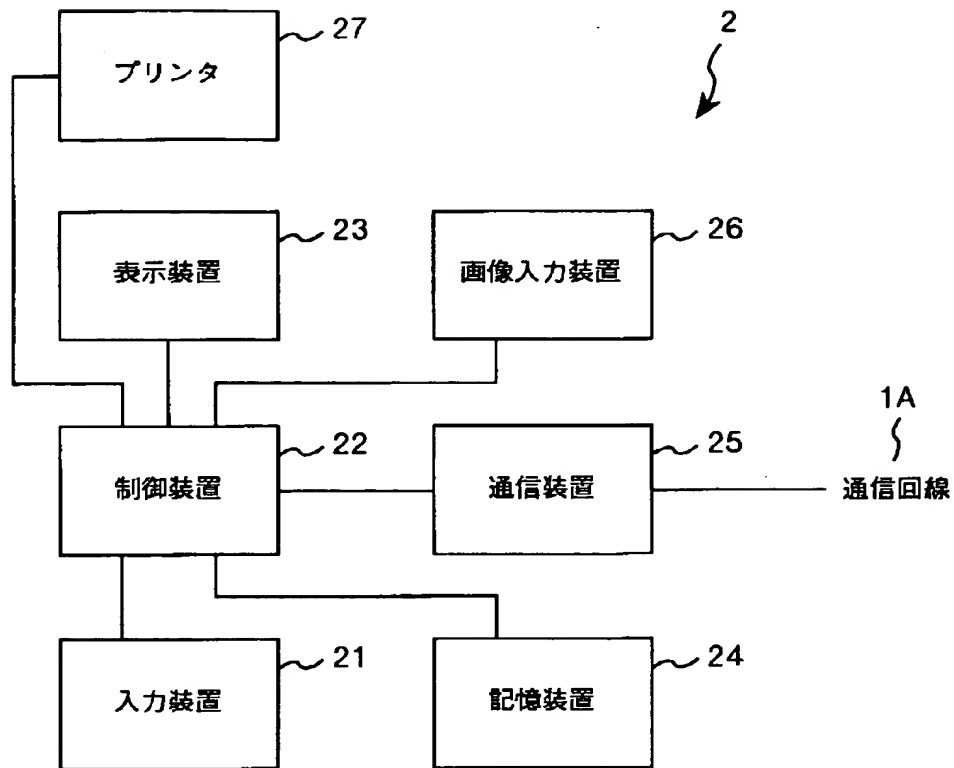 2
プリンタ 27
表示装置 23
画像入力装置 26
1A
制御装置 22
通信装置 25
通信回線
入力装置 21
記憶装置 24